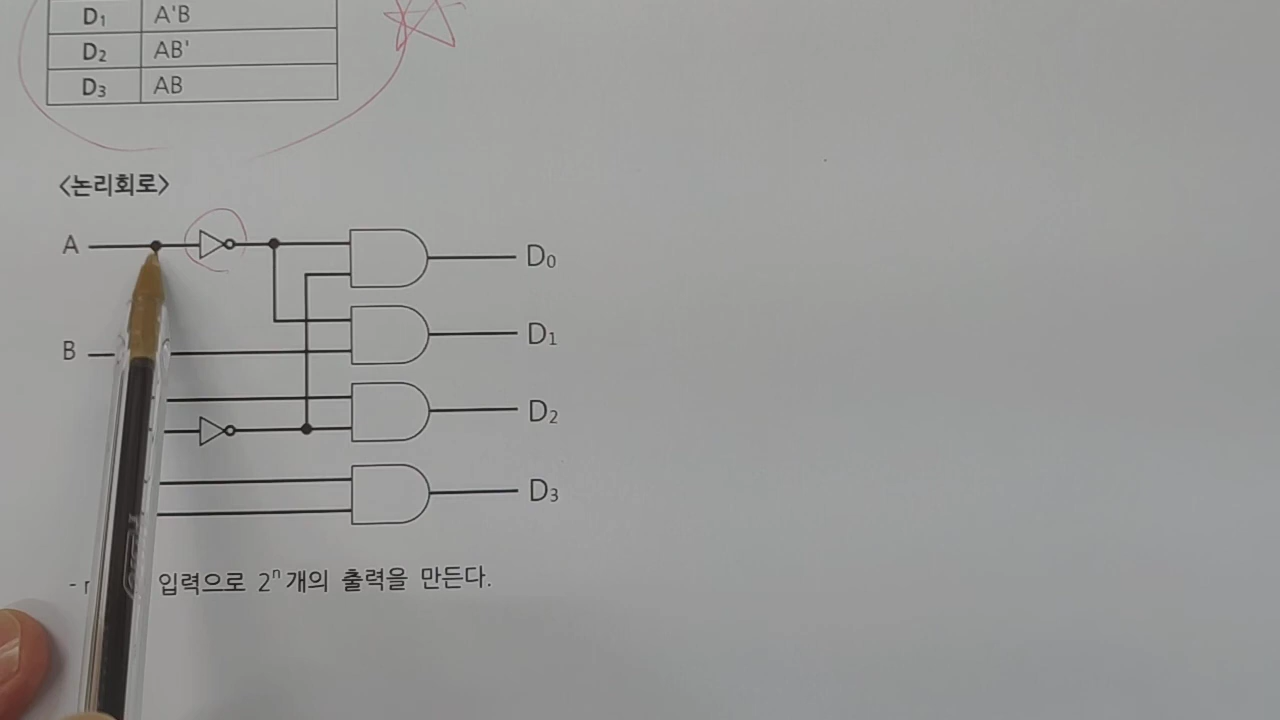 D₁ A'B
D₂ AB'
D₃ AB
<논리회로>
A
D₀
D₁
B
D₂
D₃
- 입력으로 2ⁿ개의 출력을 만든다.